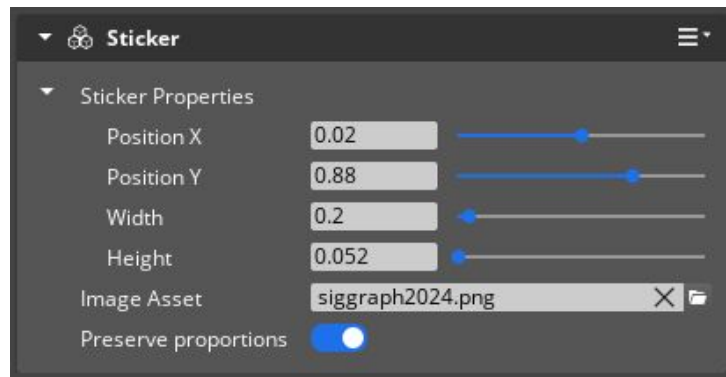 Sticker
Sticker Properties
Position X 0.02
Position Y 0.88
Width 0.2
Height 0.052
Image Asset siggraph2024.png
Preserve proportions